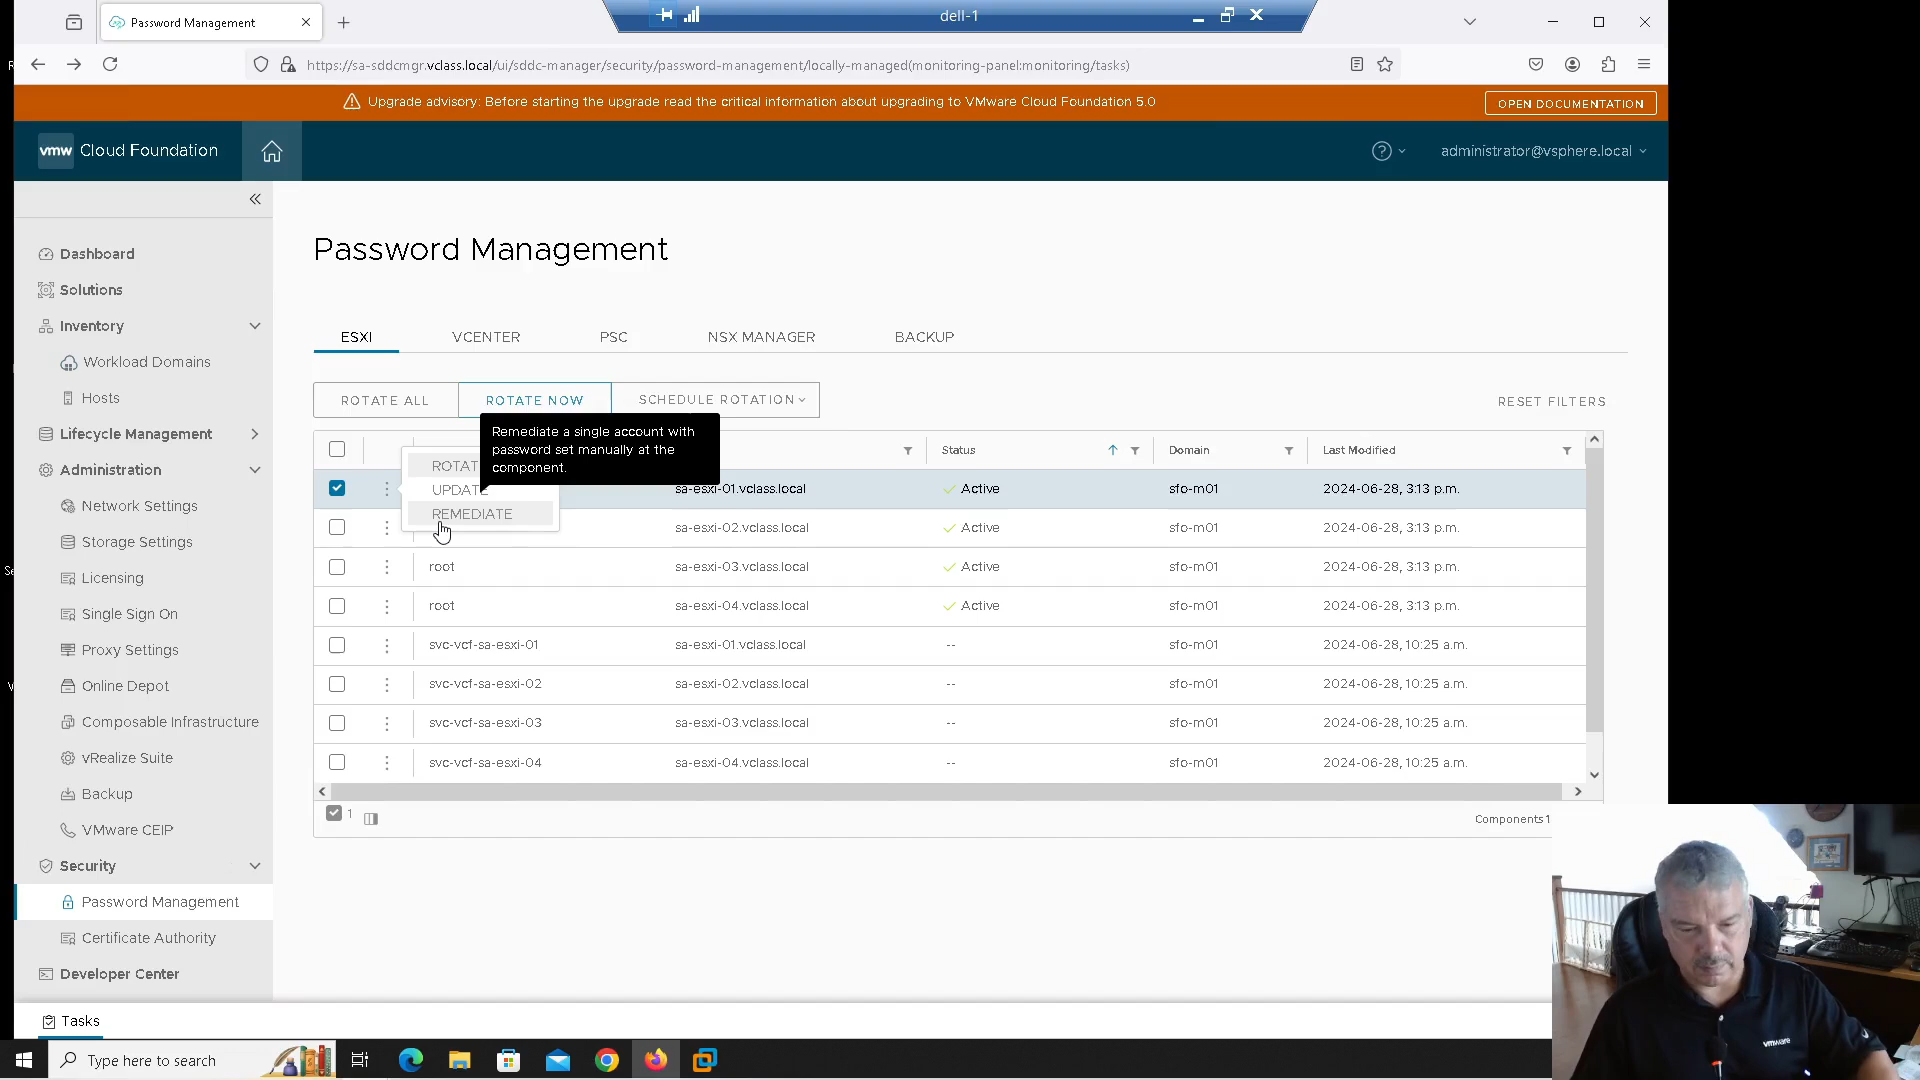 Password Management
dell-1
https://sa-sddcmgr.vclass.local/ui/sddc-manager/security/password-management/locally-managed(monitoring-panel:monitoring/tasks)
Upgrade advisory: Before starting the upgrade read the critical information about upgrading to VMware Cloud Foundation 5.0
OPEN DOCUMENTATION
vmw Cloud Foundation
administrator@vsphere.local
Dashboard
Solutions
Inventory
Workload Domains
Hosts
Lifecycle Management
Administration
Network Settings
Storage Settings
Licensing
Single Sign On
Proxy Settings
Online Depot
Composable Infrastructure
vRealize Suite
Backup
VMware CEIP
Security
Password Management
Certificate Authority
Developer Center
Password Management
ESXI VCENTER PSC NSX MANAGER BACKUP
ROTATE ALL ROTATE NOW SCHEDULE ROTATION RESET FILTERS
Remediate a single account with
password set manually at the
component.
Status Domain Last Modified
ROTAT
UPDATE
REMEDIATE
sa-esxi-01.vclass.local Active sfo-m01 2024-06-28, 3:13 p.m.
sa-esxi-02.vclass.local Active sfo-m01 2024-06-28, 3:13 p.m.
root sa-esxi-03.vclass.local Active sfo-m01 2024-06-28, 3:13 p.m.
root sa-esxi-04.vclass.local Active sfo-m01 2024-06-28, 3:13 p.m.
svc-vcf-sa-esxi-01 sa-esxi-01.vclass.local -- sfo-m01 2024-06-28, 10:25 a.m.
svc-vcf-sa-esxi-02 sa-esxi-02.vclass.local -- sfo-m01 2024-06-28, 10:25 a.m.
svc-vcf-sa-esxi-03 sa-esxi-03.vclass.local -- sfo-m01 2024-06-28, 10:25 a.m.
svc-vcf-sa-esxi-04 sa-esxi-04.vclass.local -- sfo-m01 2024-06-28, 10:25 a.m.
1
Components 1
Tasks
Type here to search
vmware